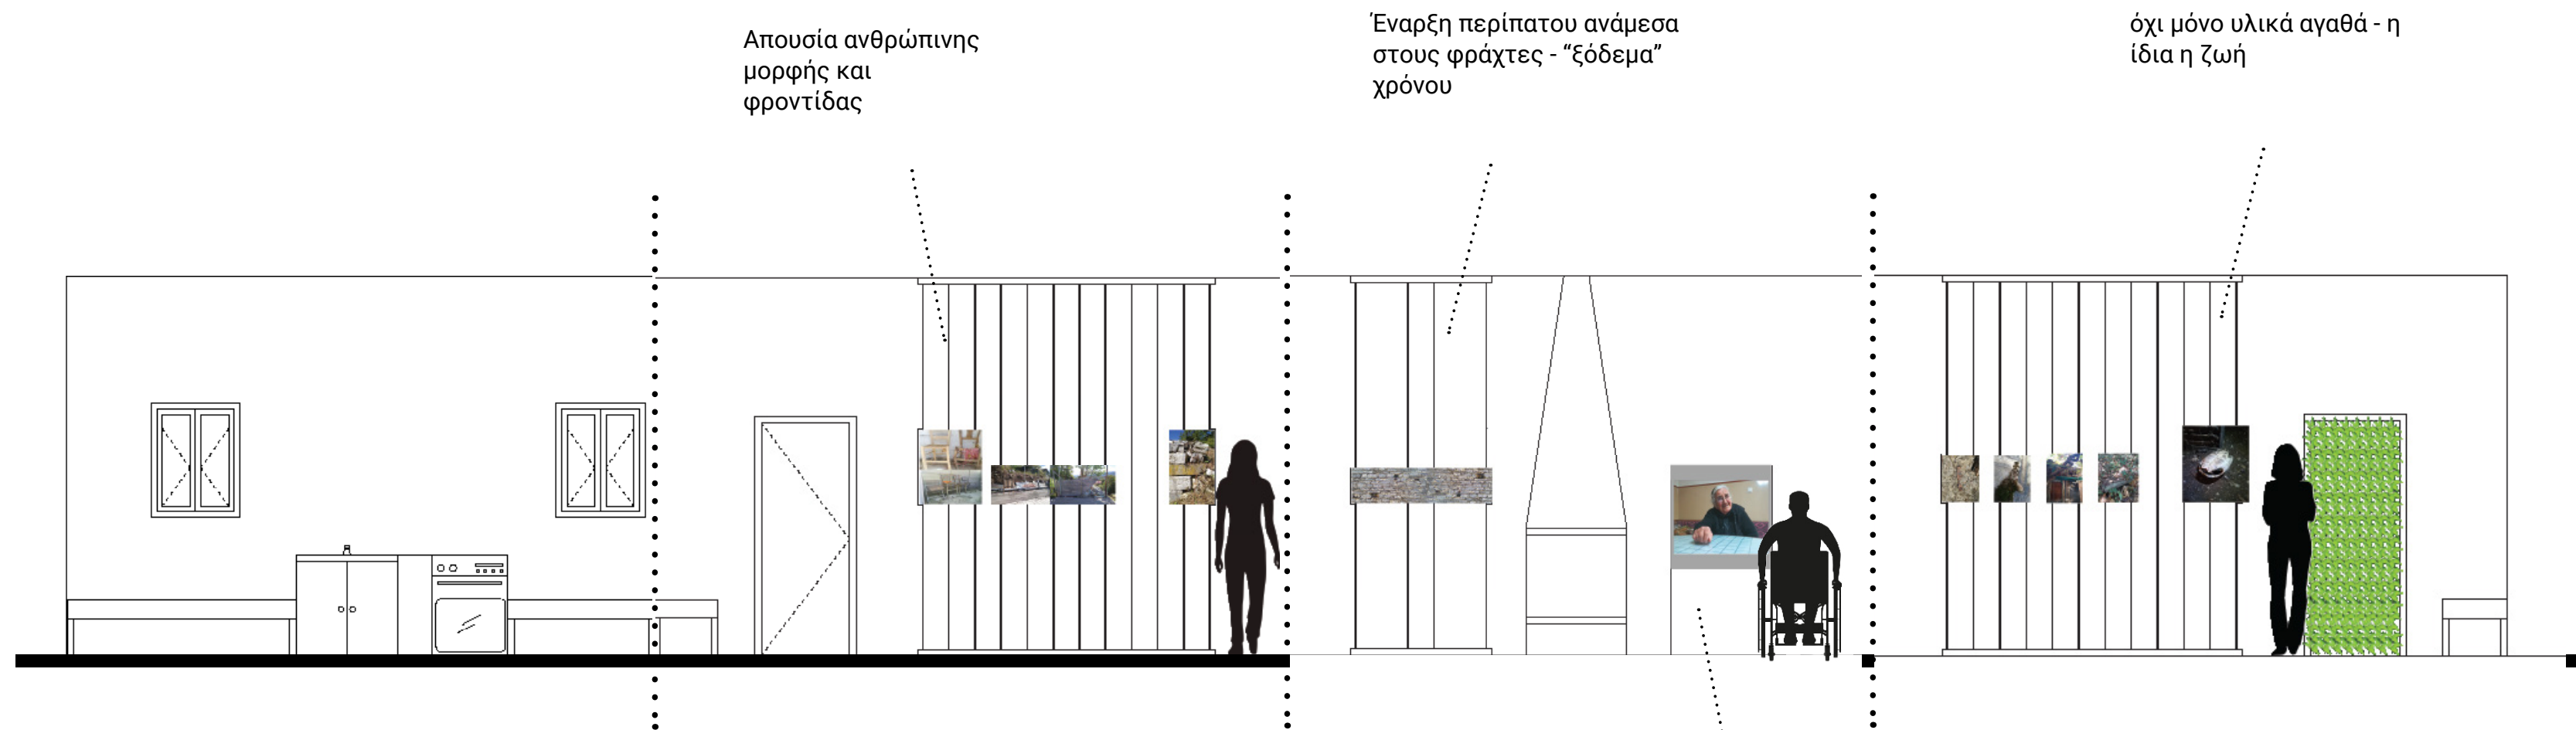 Απουσία ανθρώπινης
μορφής και
φροντίδας
Έναρξη περίπατου ανάμεσα
στους φράχτες - “ξόδεμα”
χρόνου
όχι μόνο υλικά αγαθά - η
ίδια η ζωή